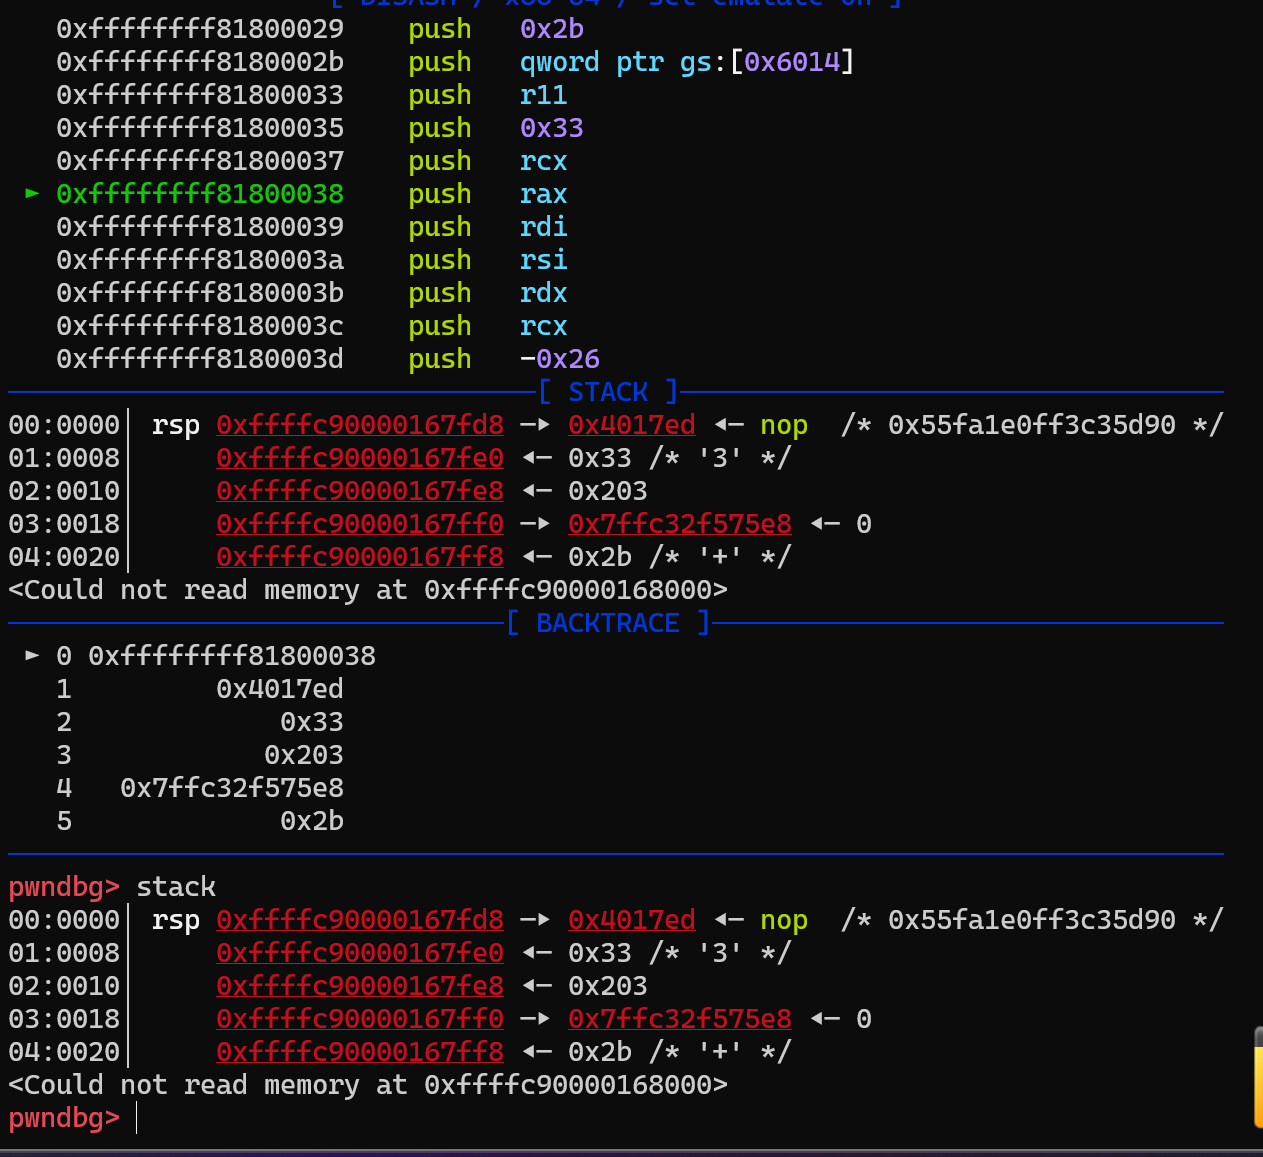 [ DISASM / x86-64 / set emulate on ]
0xffffffff81800029 push 0x2b
0xffffffff8180002b push qword ptr gs:[0x6014]
0xffffffff81800033 push r11
0xffffffff81800035 push 0x33
0xffffffff81800037 push rcx
► 0xffffffff81800038 push rax
0xffffffff81800039 push rdi
0xffffffff8180003a push rsi
0xffffffff8180003b push rdx
0xffffffff8180003c push rcx
0xffffffff8180003d push -0x26
[ STACK ]
00:0000│ rsp 0xffffc90000167fd8 —▸ 0x4017ed ◂— nop /* 0x55fa1e0ff3c35d90 */
01:0008│ 0xffffc90000167fe0 ◂— 0x33 /* '3' */
02:0010│ 0xffffc90000167fe8 ◂— 0x203
03:0018│ 0xffffc90000167ff0 —▸ 0x7ffc32f575e8 ◂— 0
04:0020│ 0xffffc90000167ff8 ◂— 0x2b /* '+' */
<Could not read memory at 0xffffc90000168000>
[ BACKTRACE ]
► 0 0xffffffff81800038
1 0x4017ed
2 0x33
3 0x203
4 0x7ffc32f575e8
5 0x2b
pwndbg> stack
00:0000│ rsp 0xffffc90000167fd8 —▸ 0x4017ed ◂— nop /* 0x55fa1e0ff3c35d90 */
01:0008│ 0xffffc90000167fe0 ◂— 0x33 /* '3' */
02:0010│ 0xffffc90000167fe8 ◂— 0x203
03:0018│ 0xffffc90000167ff0 —▸ 0x7ffc32f575e8 ◂— 0
04:0020│ 0xffffc90000167ff8 ◂— 0x2b /* '+' */
<Could not read memory at 0xffffc90000168000>
pwndbg>